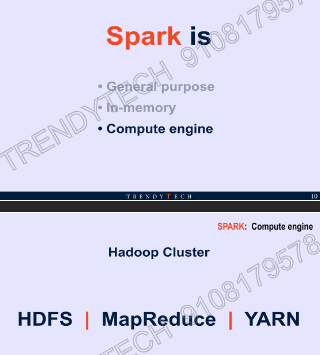 Spark is
• General purpose
• In-memory
• Compute engine
TRENDYTECH 9108179578
TRENDYTECH 10
SPARK: Compute engine
Hadoop Cluster
HDFS | MapReduce | YARN
TRENDYTECH 9108179578